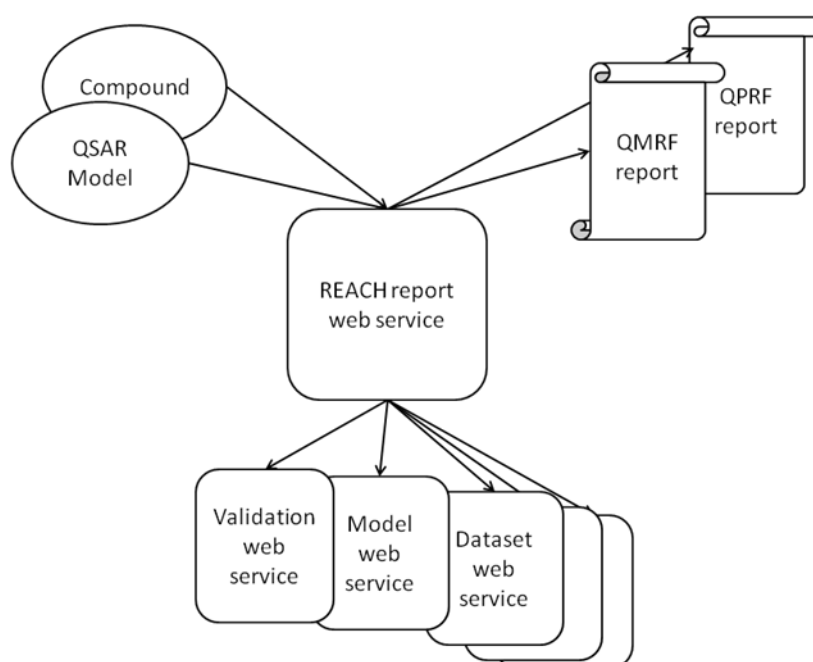 Compound
QSAR
Model
QPRF
report
QMRF
report
REACH report
web service
Validation
web
service
Model
web
service
Dataset
web
service